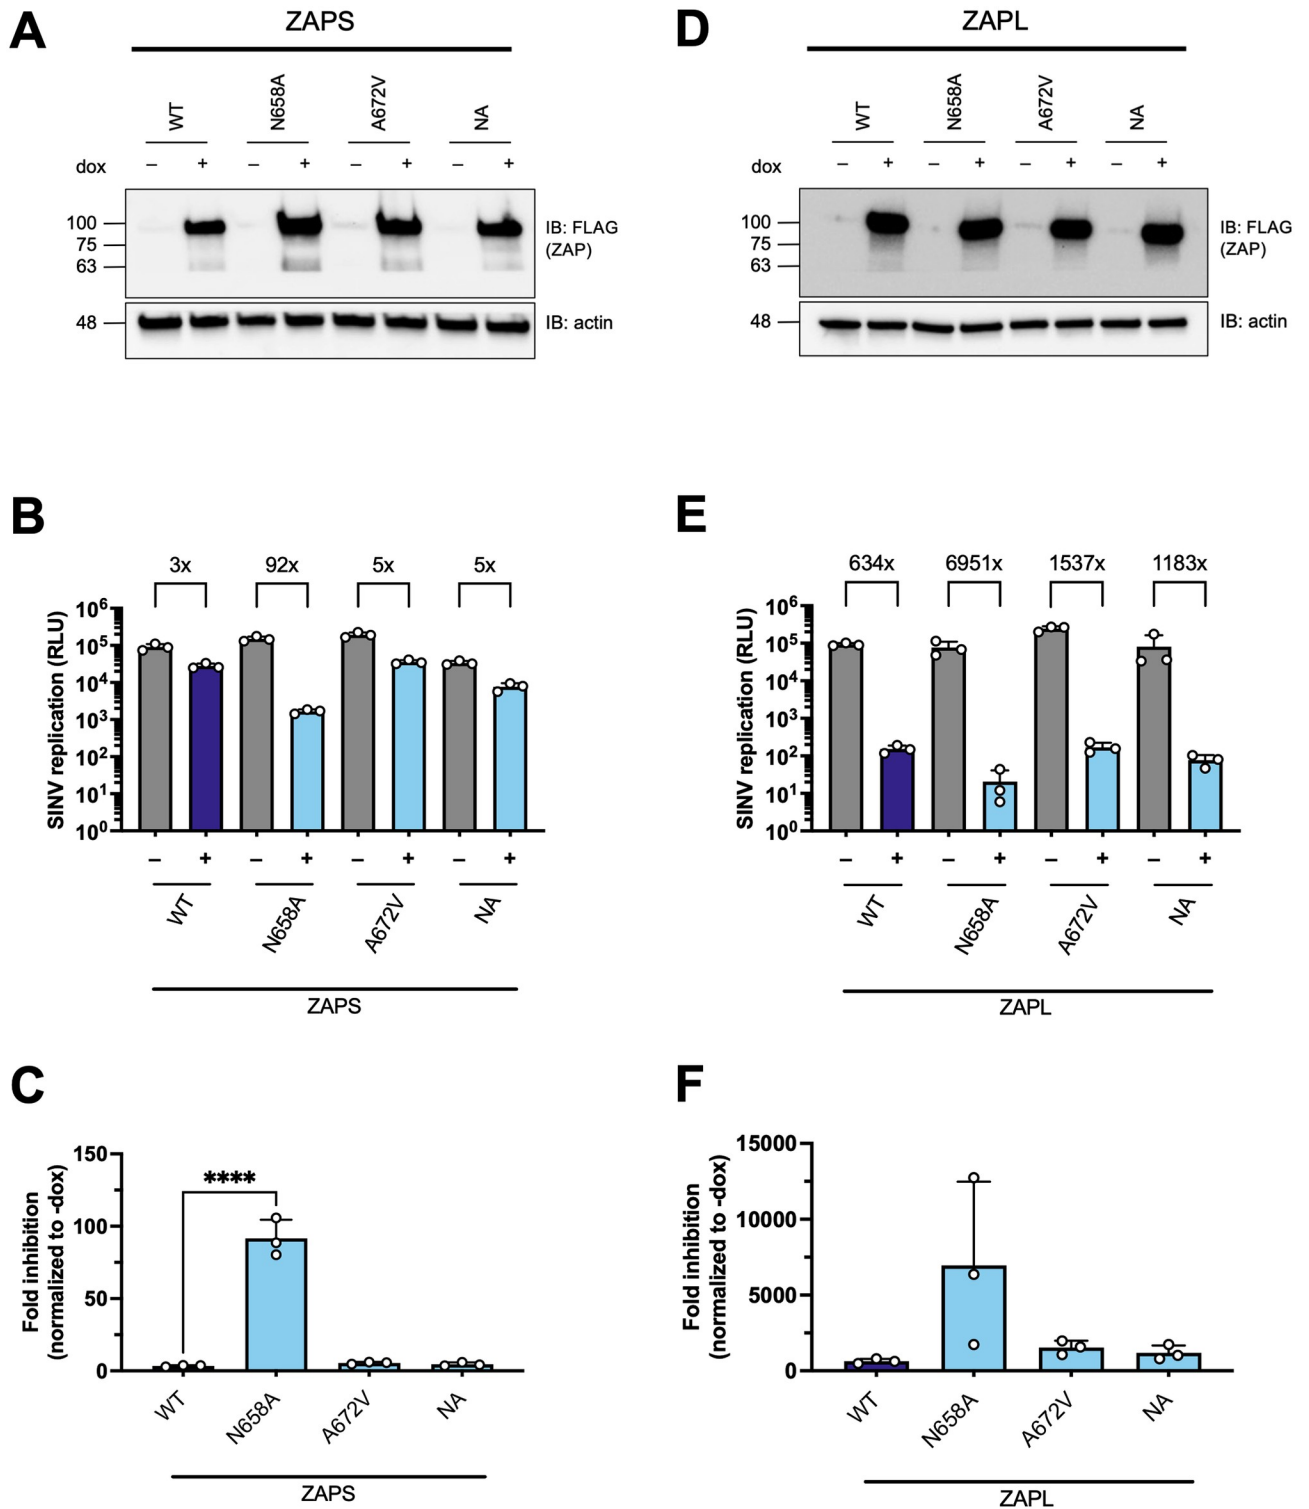 A
ZAPS
WT
N658A
A672V
NA
dox
– + – + – + – +
100
75
63
IB: FLAG
(ZAP)
48
IB: actin
D
ZAPL
WT
N658A
A672V
NA
dox
– + – + – + – +
100
75
63
IB: FLAG
(ZAP)
48
IB: actin
B
3x 92x 5x 5x
SINV replication (RLU)
10⁶
10⁵
10⁴
10³
10²
10¹
10⁰
– + – + – + – +
WT
N658A
A672V
NA
ZAPS
E
634x 6951x 1537x 1183x
SINV replication (RLU)
10⁶
10⁵
10⁴
10³
10²
10¹
10⁰
– + – + – + – +
WT
N658A
A672V
NA
ZAPL
C
Fold inhibition
(normalized to -dox)
150
100
50
0
****
WT
N658A
A672V
NA
ZAPS
F
Fold inhibition
(normalized to -dox)
15000
10000
5000
0
WT
N658A
A672V
NA
ZAPL